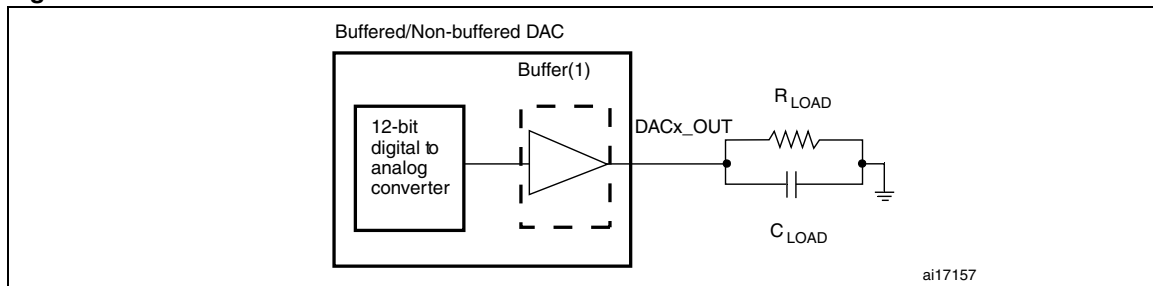 Buffered/Non-buffered DAC
Buffer(1)
12-bit
digital to
analog
converter
DACx_OUT
R LOAD
C LOAD
ai17157